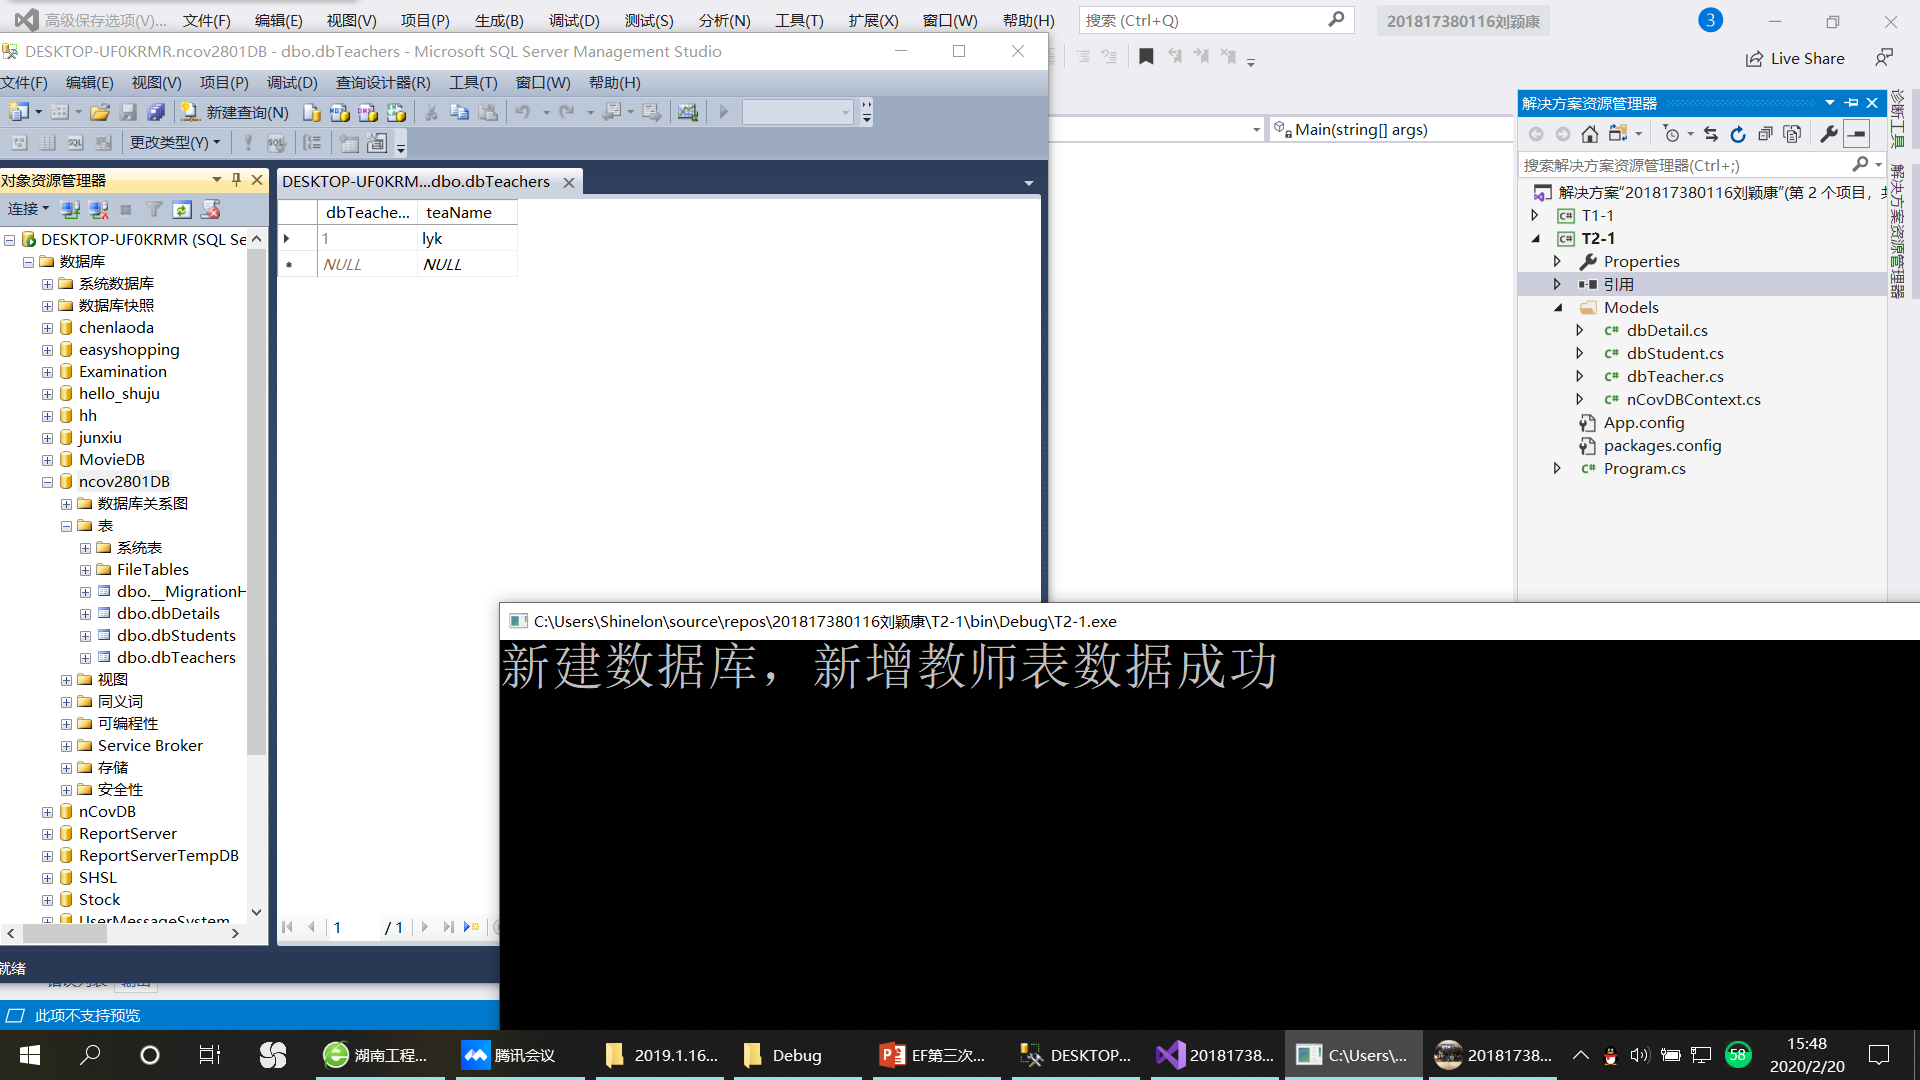 高级保存选项(V)... 文件(F) 编辑(E) 视图(V) 项目(P) 生成(B) 调试(D) 测试(S) 分析(N) 工具(T) 扩展(X) 窗口(W) 帮助(H) 搜索 (Ctrl+Q) 201817380116刘颖康 3
DESKTOP-UF0KRMR.ncov2801DB - dbo.dbTeachers - Microsoft SQL Server Management Studio
Live Share
文件(F) 编辑(E) 视图(V) 项目(P) 调试(D) 查询设计器(R) 工具(T) 窗口(W) 帮助(H)
新建查询(N)
更改类型(Y)
Main(string[] args)
解决方案资源管理器
搜索解决方案资源管理器(Ctrl+;)
解决方案"201817380116刘颖康"(第 2 个项目，
T1-1
T2-1
Properties
引用
Models
dbDetail.cs
dbStudent.cs
dbTeacher.cs
nCovDBContext.cs
App.config
packages.config
Program.cs
诊断工具
解决方案资源管理器
对象资源管理器
连接
DESKTOP-UF0KRMR (SQL Se
数据库
系统数据库
数据库快照
chenlaoda
easyshopping
Examination
hello_shuju
hh
junxiu
MovieDB
ncov2801DB
数据库关系图
表
系统表
FileTables
dbo.__MigrationH
dbo.dbDetails
dbo.dbStudents
dbo.dbTeachers
视图
同义词
可编程性
Service Broker
存储
安全性
nCovDB
ReportServer
ReportServerTempDB
SHSL
Stock
UserMessageSystem
DESKTOP-UF0KRM...dbo.dbTeachers
dbTeache... teaName
1 lyk
NULL NULL
1 / 1
C:\Users\Shinelon\source\repos\201817380116刘颖康\T2-1\bin\Debug\T2-1.exe
新建数据库，新增教师表数据成功
就绪
错误列表 输出
此项不支持预览
湖南工程... 腾讯会议 2019.1.16... Debug EF第三次... DESKTOP... 20181738... C:\Users\... 20181738... 58
15:48
2020/2/20